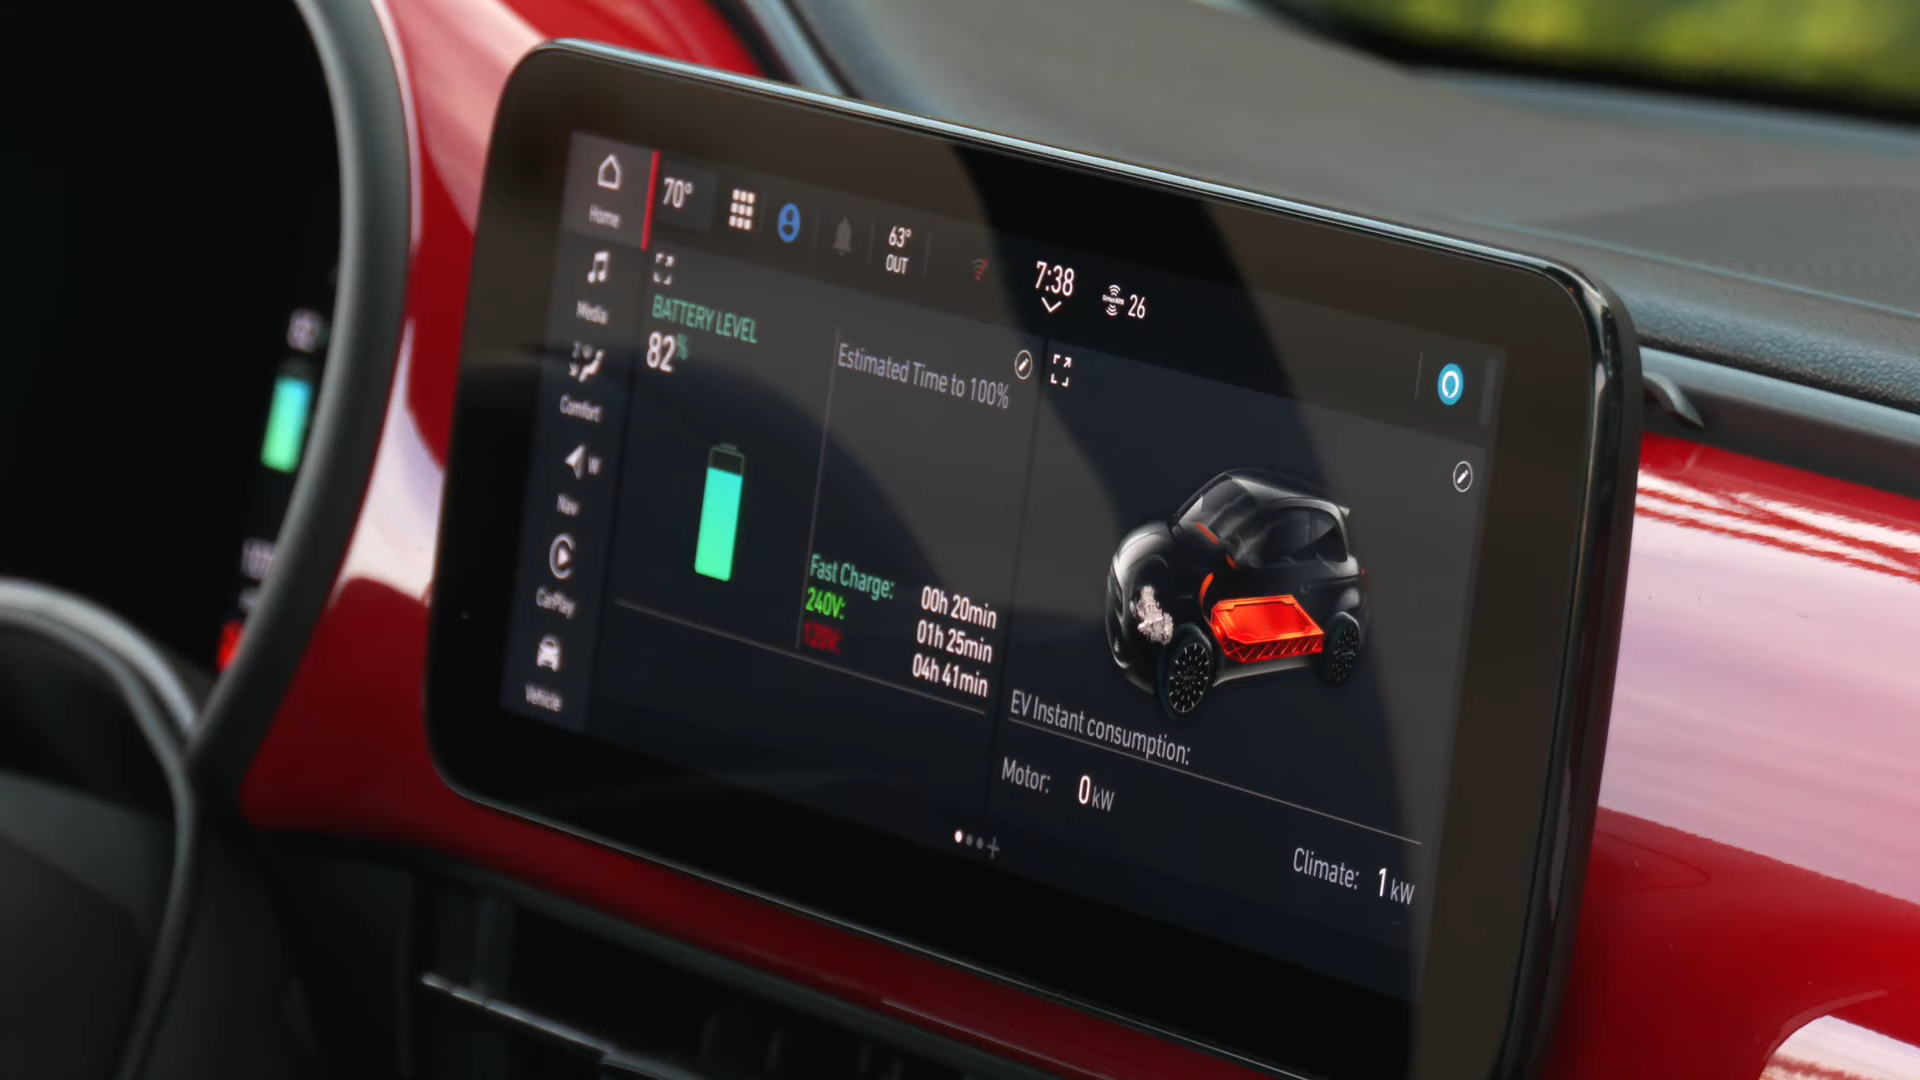 Home
70°
63°
OUT
7:38
26
Media
Comfort
W
Nav
CarPlay
Vehicle
BATTERY LEVEL
82%
Estimated Time to 100%
Fast Charge: 00h 20min
240V: 01h 25min
120V: 04h 41min
EV Instant consumption:
Motor: 0 kW
Climate: 1 kW